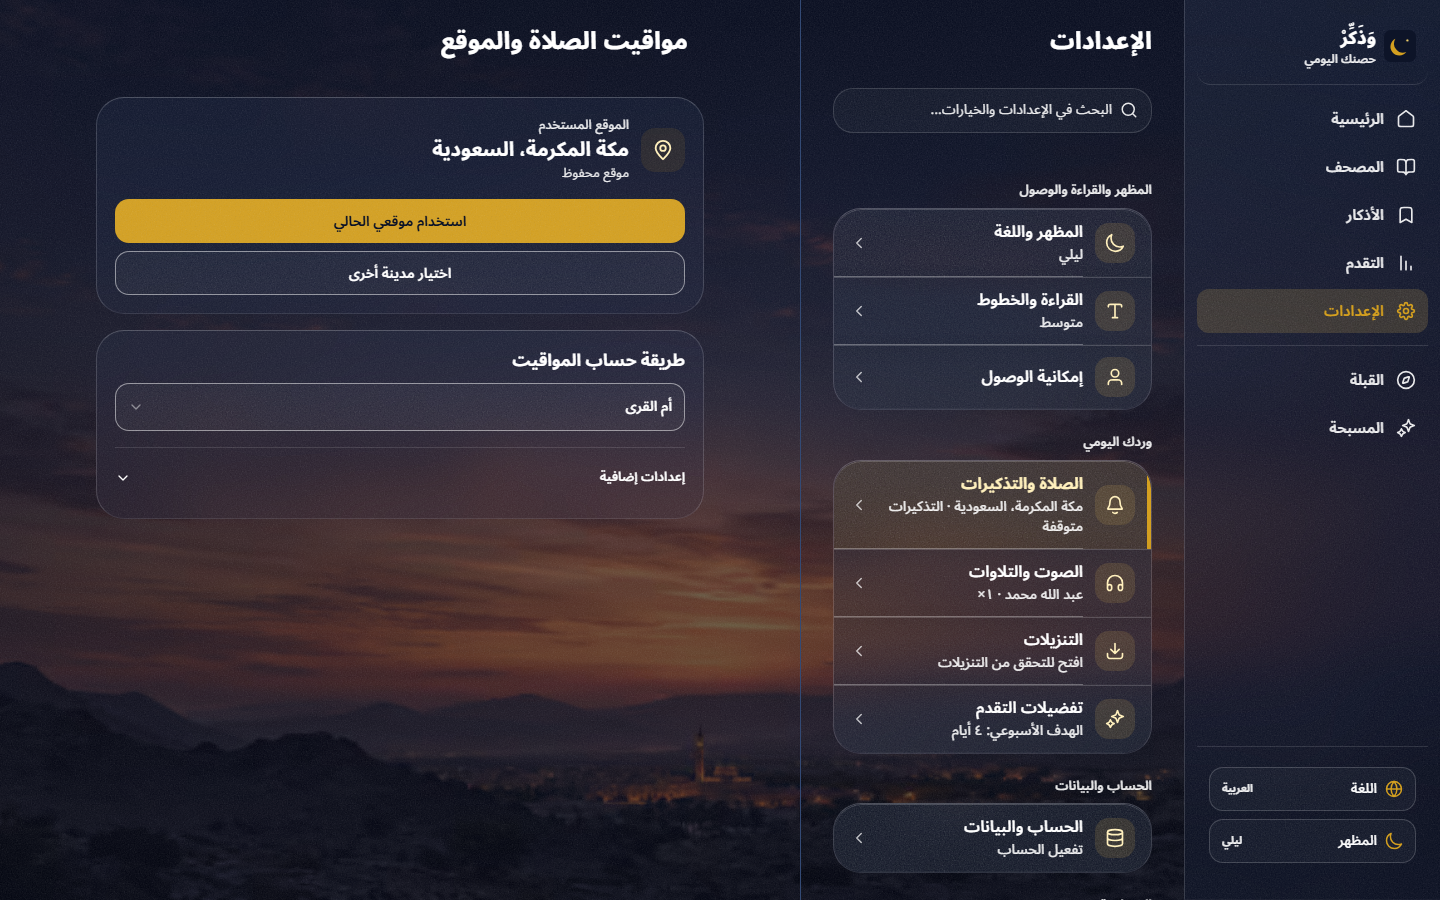 وَذَكِّرْ
حصنك اليومي
الرئيسية
المصحف
الأذكار
التقدم
الإعدادات
القبلة
المسبحة
اللغة
العربية
المظهر
ليلي
الإعدادات
البحث في الإعدادات والخيارات...
المظهر والقراءة والوصول
المظهر واللغة
ليلي
القراءة والخطوط
متوسط
إمكانية الوصول
وردك اليومي
الصلاة والتذكيرات
مكة المكرمة، السعودية · التذكيرات
متوقفة
الصوت والتلاوات
عبد الله محمد · ١×
التنزيلات
افتح للتحقق من التنزيلات
تفضيلات التقدم
الهدف الأسبوعي: ٤ أيام
الحساب والبيانات
الحساب والبيانات
تفعيل الحساب
مواقيت الصلاة والموقع
الموقع المستخدم
مكة المكرمة، السعودية
موقع محفوظ
استخدام موقعي الحالي
اختيار مدينة أخرى
طريقة حساب المواقيت
أم القرى
إعدادات إضافية